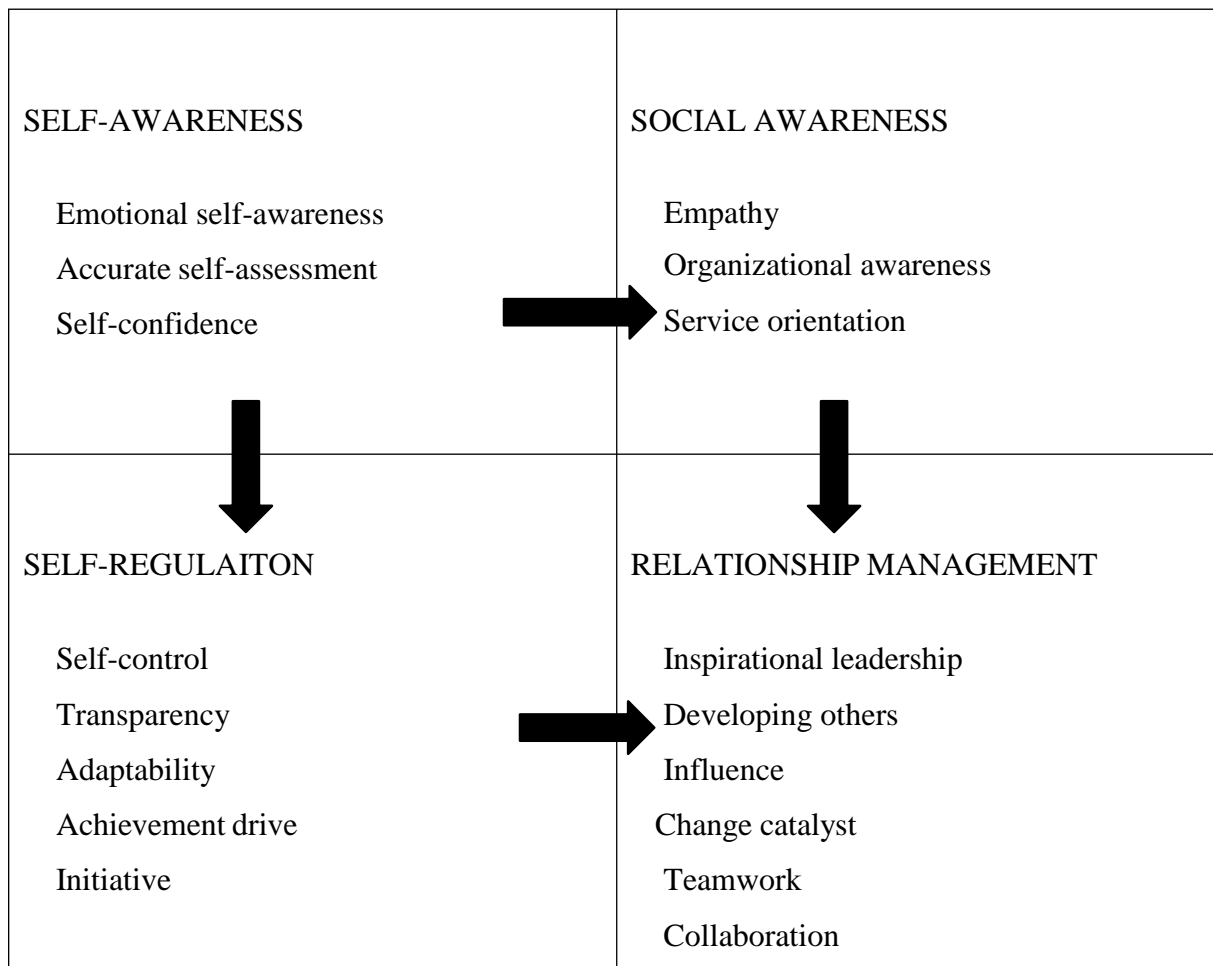 SELF-AWARENESS
Emotional self-awareness
Accurate self-assessment
Self-confidence
SOCIAL AWARENESS
Empathy
Organizational awareness
Service orientation
SELF-REGULAITON
Self-control
Transparency
Adaptability
Achievement drive
Initiative
RELATIONSHIP MANAGEMENT
Inspirational leadership
Developing others
Influence
Change catalyst
Teamwork
Collaboration